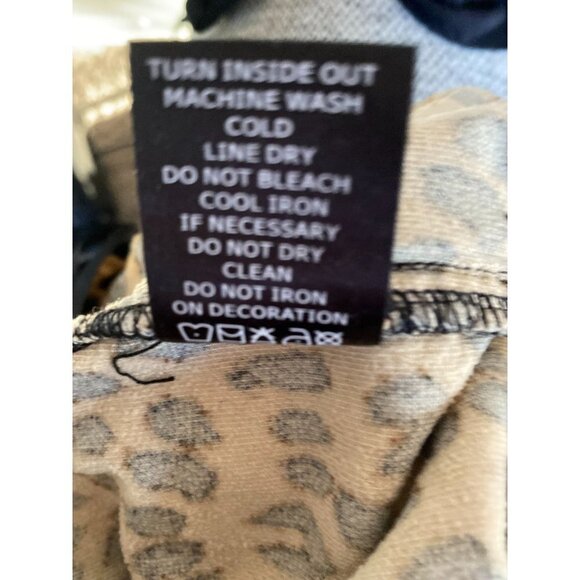 TURN INSIDE OUT
MACHINE WASH
COLD
LINE DRY
DO NOT BLEACH
COOL IRON
IF NECESSARY
DO NOT DRY
CLEAN
DO NOT IRON
ON DECORATION